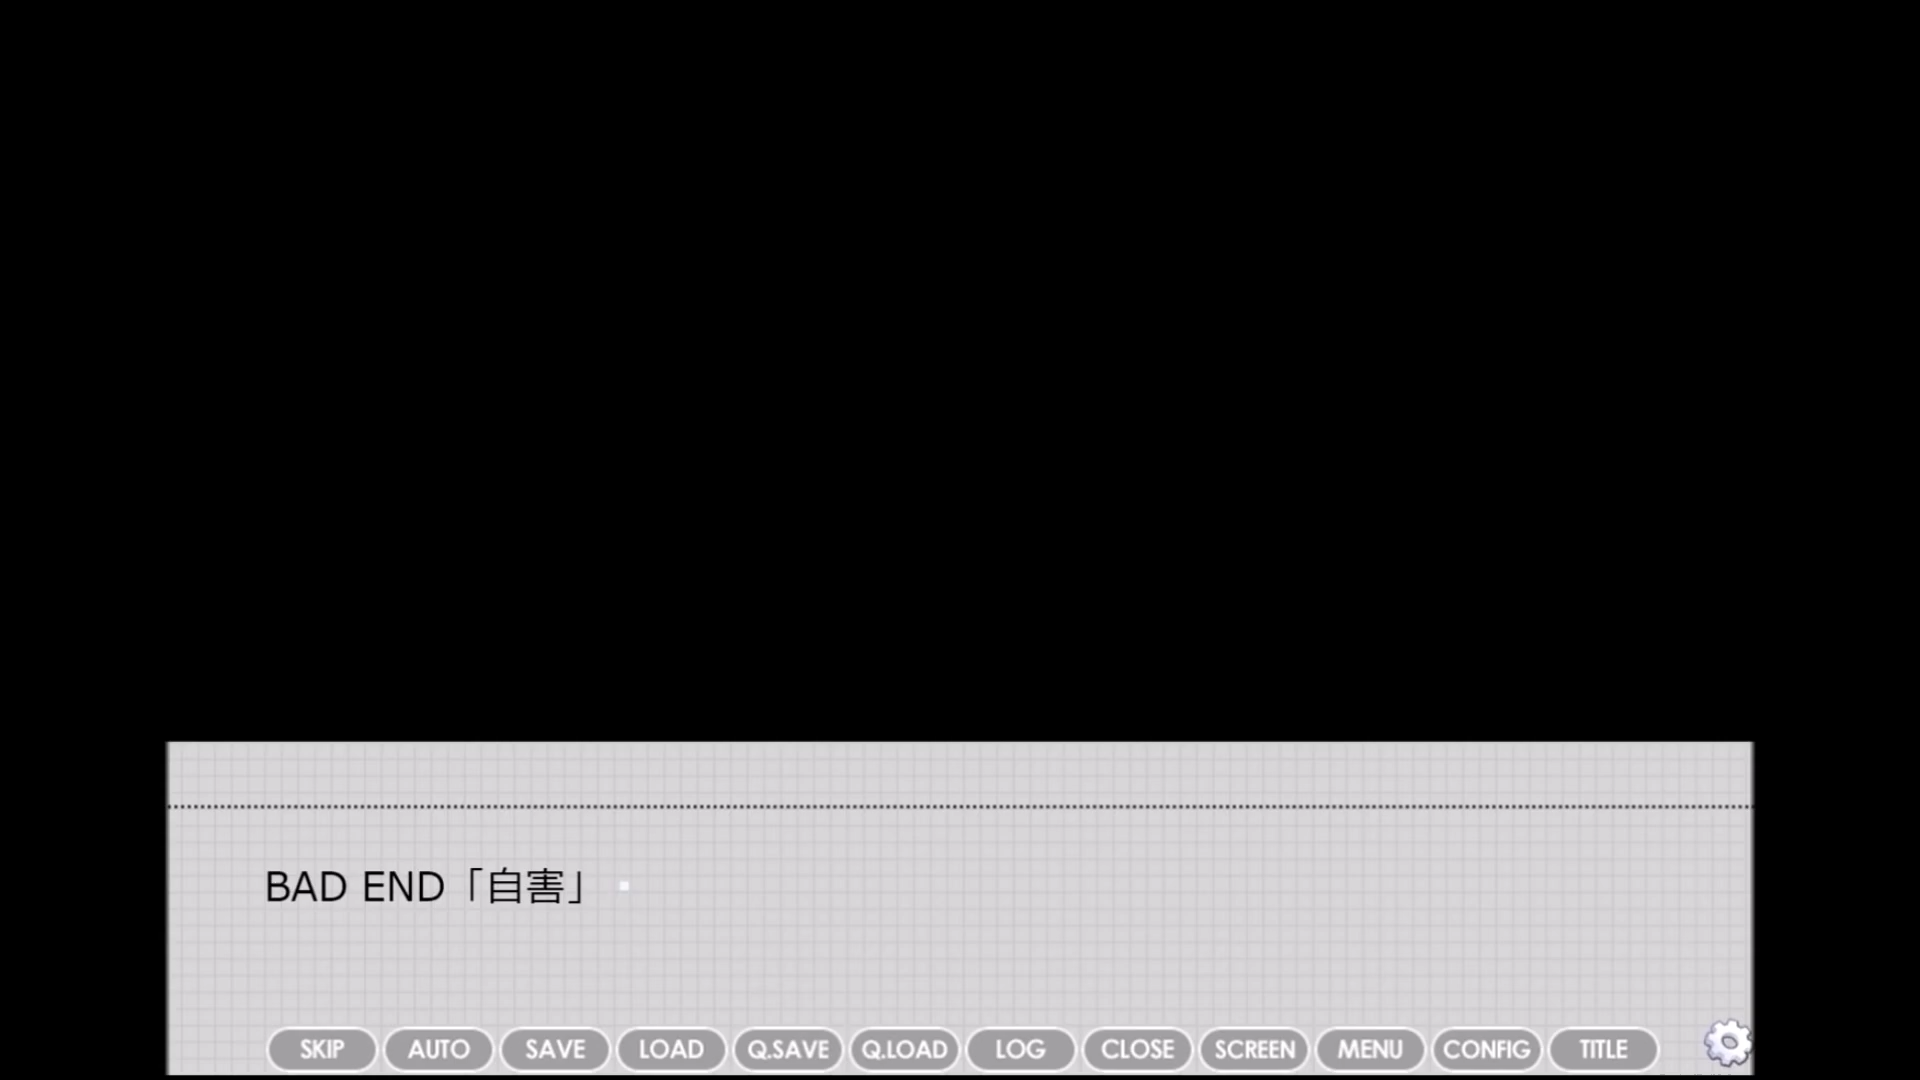 BAD END「自害」
SKIP AUTO SAVE LOAD Q.SAVE Q.LOAD LOG CLOSE SCREEN MENU CONFIG TITLE